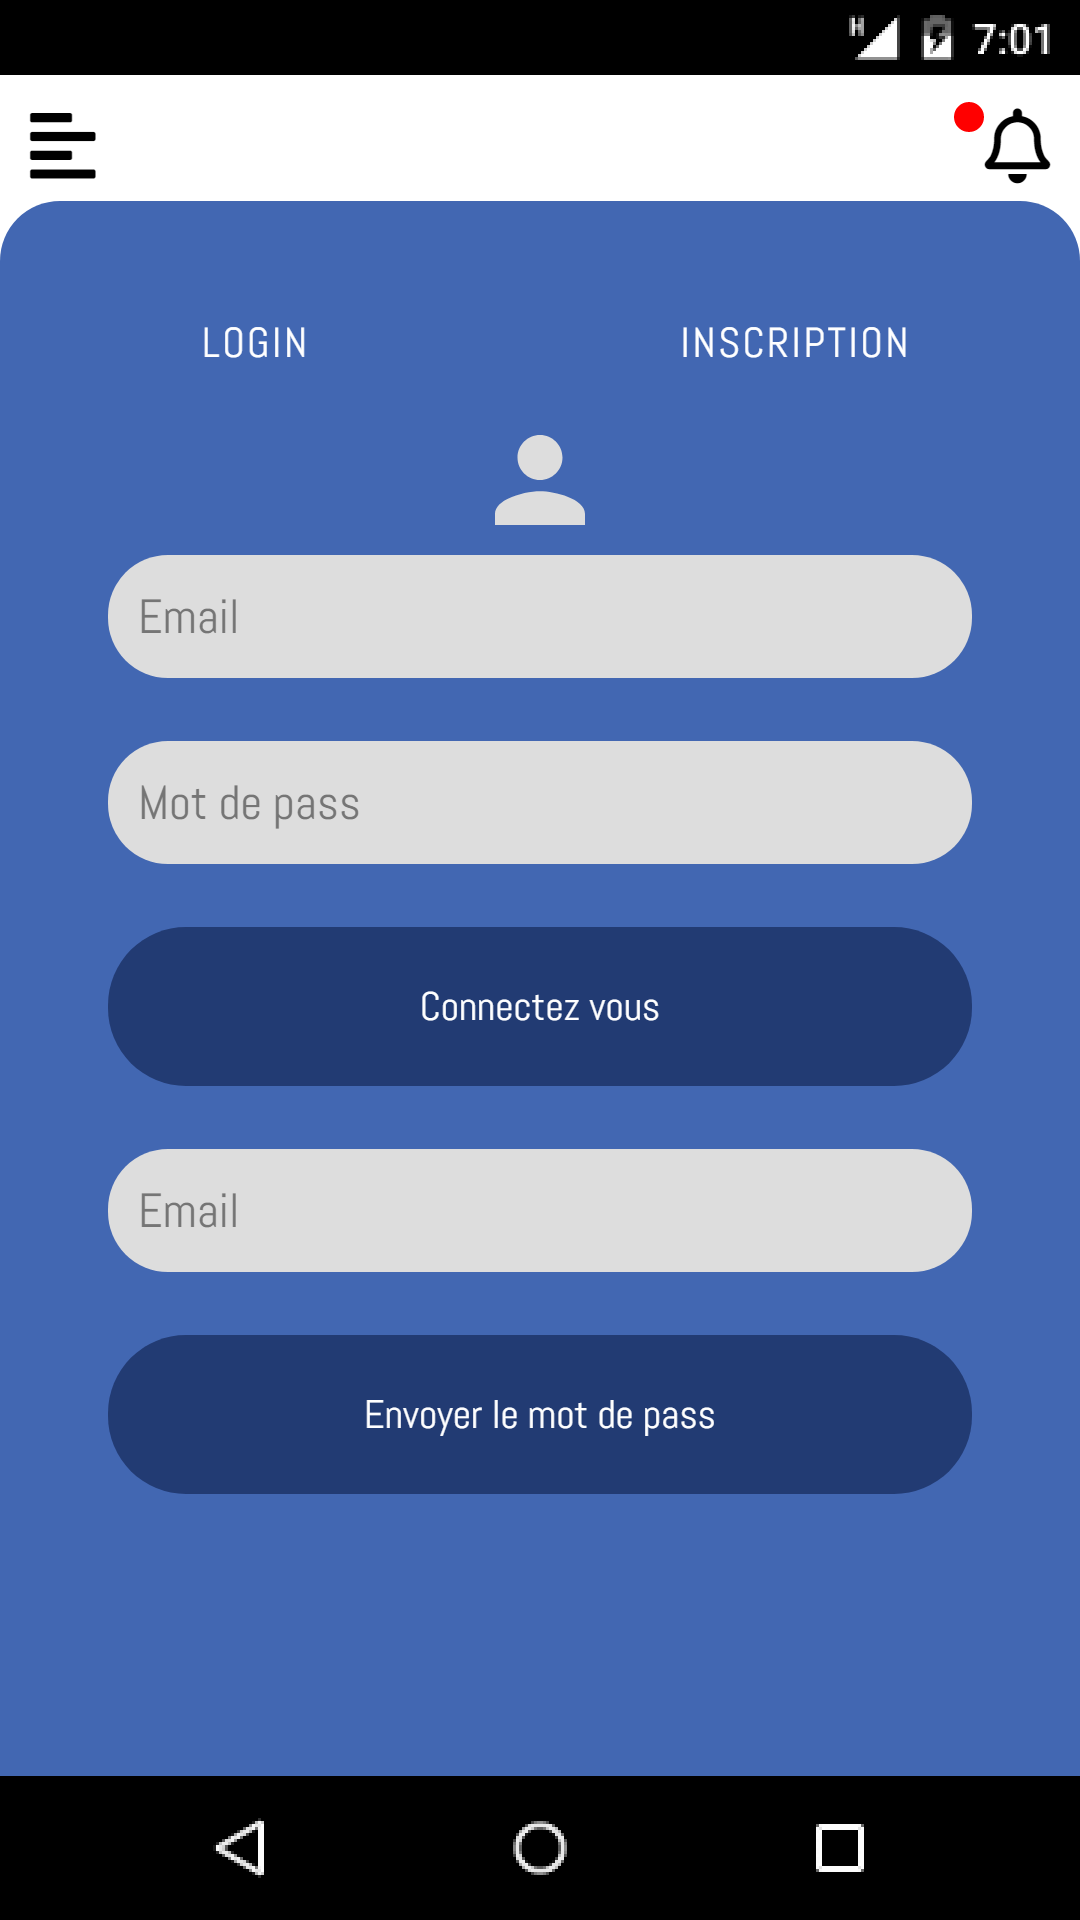 H 7:01
LOGIN INSCRIPTION
Email
Mot de pass
Connectez vous
Email
Envoyer le mot de pass